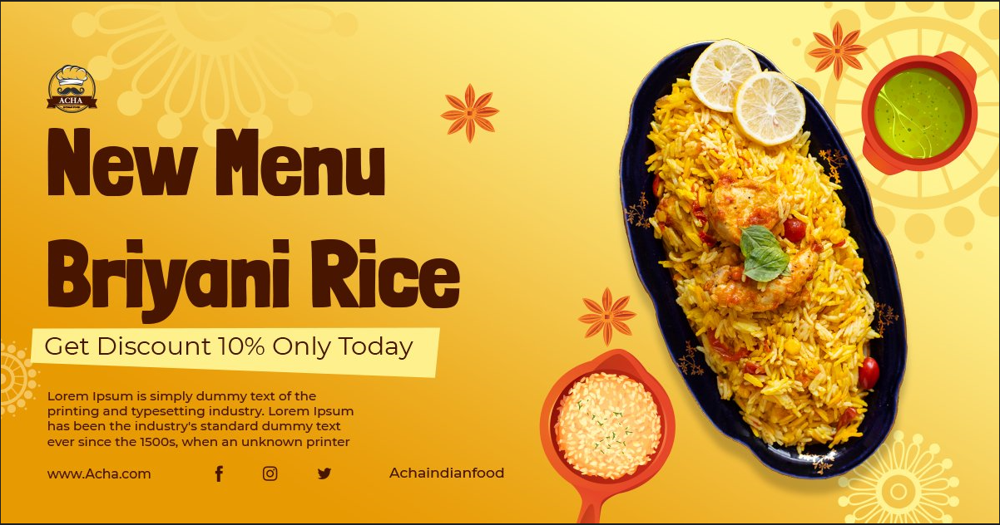 ACHA
New Menu
Briyani Rice
Get Discount 10% Only Today
Lorem Ipsum is simply dummy text of the
printing and typesetting industry. Lorem Ipsum
has been the industry's standard dummy text
ever since the 1500s, when an unknown printer
www.Acha.com
Achaindianfood